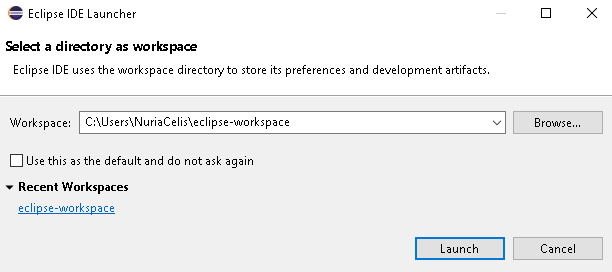 Eclipse IDE Launcher
Select a directory as workspace
Eclipse IDE uses the workspace directory to store its preferences and development artifacts.
Workspace: C:\Users\NuriaCelis\eclipse-workspace Browse...
Use this as the default and do not ask again
Recent Workspaces
eclipse-workspace
Launch Cancel